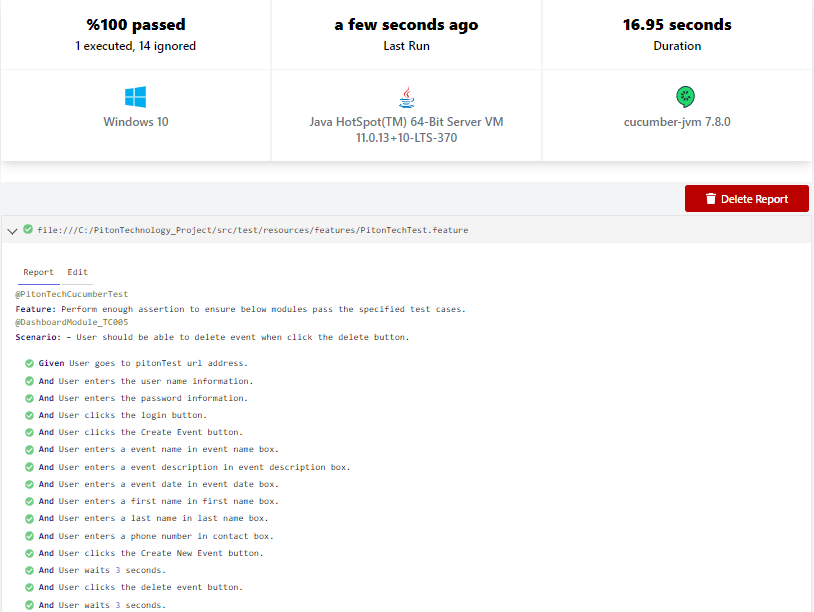 %100 passed
1 executed, 14 ignored
a few seconds ago
Last Run
16.95 seconds
Duration
Windows 10
Java HotSpot(TM) 64-Bit Server VM
11.0.13+10-LTS-370
cucumber-jvm 7.8.0
Delete Report
file:///C:/PitonTechnology_Project/src/test/resources/features/PitonTechTest.feature
Report Edit
@PitonTechCucumberTest
Feature: Perform enough assertion to ensure below modules pass the specified test cases.
@DashboardModule_TC005
Scenario: - User should be able to delete event when click the delete button.
Given User goes to pitonTest url address.
And User enters the user name information.
And User enters the password information.
And User clicks the login button.
And User clicks the Create Event button.
And User enters a event name in event name box.
And User enters a event description in event description box.
And User enters a event date in event date box.
And User enters a first name in first name box.
And User enters a last name in last name box.
And User enters a phone number in contact box.
And User clicks the Create New Event button.
And User waits 3 seconds.
And User clicks the delete event button.
And User waits 3 seconds.